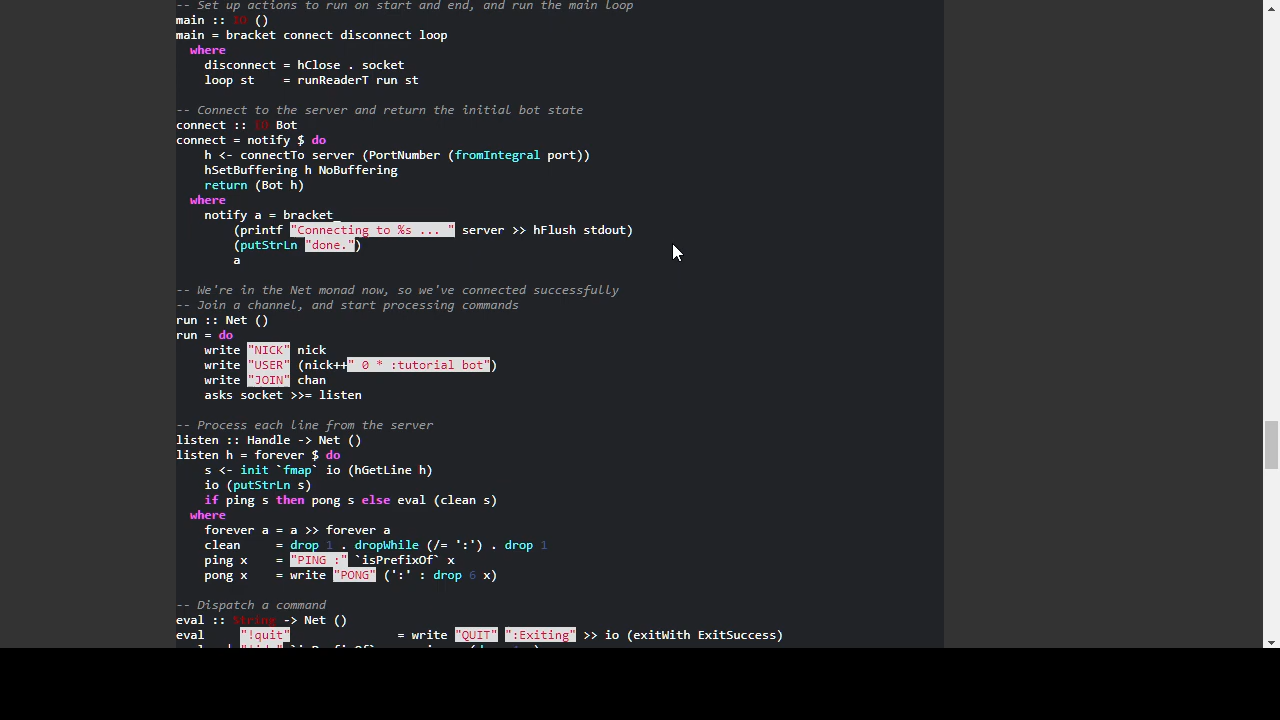 -- Set up actions to run on start and end, and run the main loop
main :: IO ()
main = bracket connect disconnect loop
  where
    disconnect = hClose . socket
    loop st    = runReaderT run st

-- Connect to the server and return the initial bot state
connect :: IO Bot
connect = notify $ do
    h <- connectTo server (PortNumber (fromIntegral port))
    hSetBuffering h NoBuffering
    return (Bot h)
  where
    notify a = bracket_
        (printf "Connecting to %s ... " server >> hFlush stdout)
        (putStrLn "done.")
        a

-- We're in the Net monad now, so we've connected successfully
-- Join a channel, and start processing commands
run :: Net ()
run = do
    write "NICK" nick
    write "USER" (nick++" 0 * :tutorial bot")
    write "JOIN" chan
    asks socket >>= listen

-- Process each line from the server
listen :: Handle -> Net ()
listen h = forever $ do
    s <- init `fmap` io (hGetLine h)
    io (putStrLn s)
    if ping s then pong s else eval (clean s)
  where
    forever a = a >> forever a
    clean     = drop 1 . dropWhile (/= ':') . drop 1
    ping x    = "PING :" `isPrefixOf` x
    pong x    = write "PONG" (':' : drop 6 x)

-- Dispatch a command
eval :: String -> Net ()
eval     "!quit"               = write "QUIT" ":Exiting" >> io (exitWith ExitSuccess)